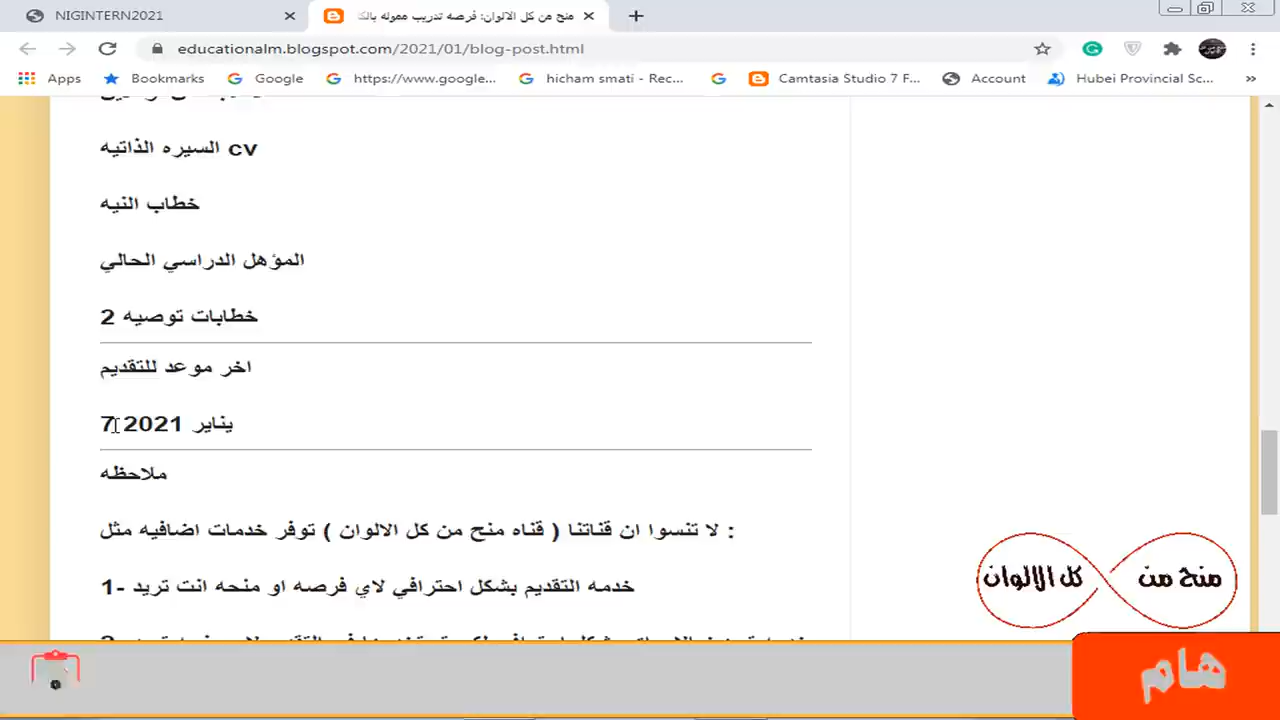 NIGINTERN2021
منح من كل الالوان: فرصه تدريب مموله بالكا
educationalm.blogspot.com/2021/01/blog-post.html
Apps Bookmarks Google https://www.google... hicham smati - Rec... Camtasia Studio 7 F... Account Hubei Provincial Sc... »
السيره الذاتيه cv
خطاب النيه
المؤهل الدراسي الحالي
2 خطابات توصيه
اخر موعد للتقديم
7 يناير 2021
ملاحظه
لا تنسوا ان قناتنا ( قناه منح من كل الالوان ) توفر خدمات اضافيه مثل :
1- خدمه التقديم بشكل احترافي لاي فرصه او منحه انت تريد
منح من كل الالوان
هام